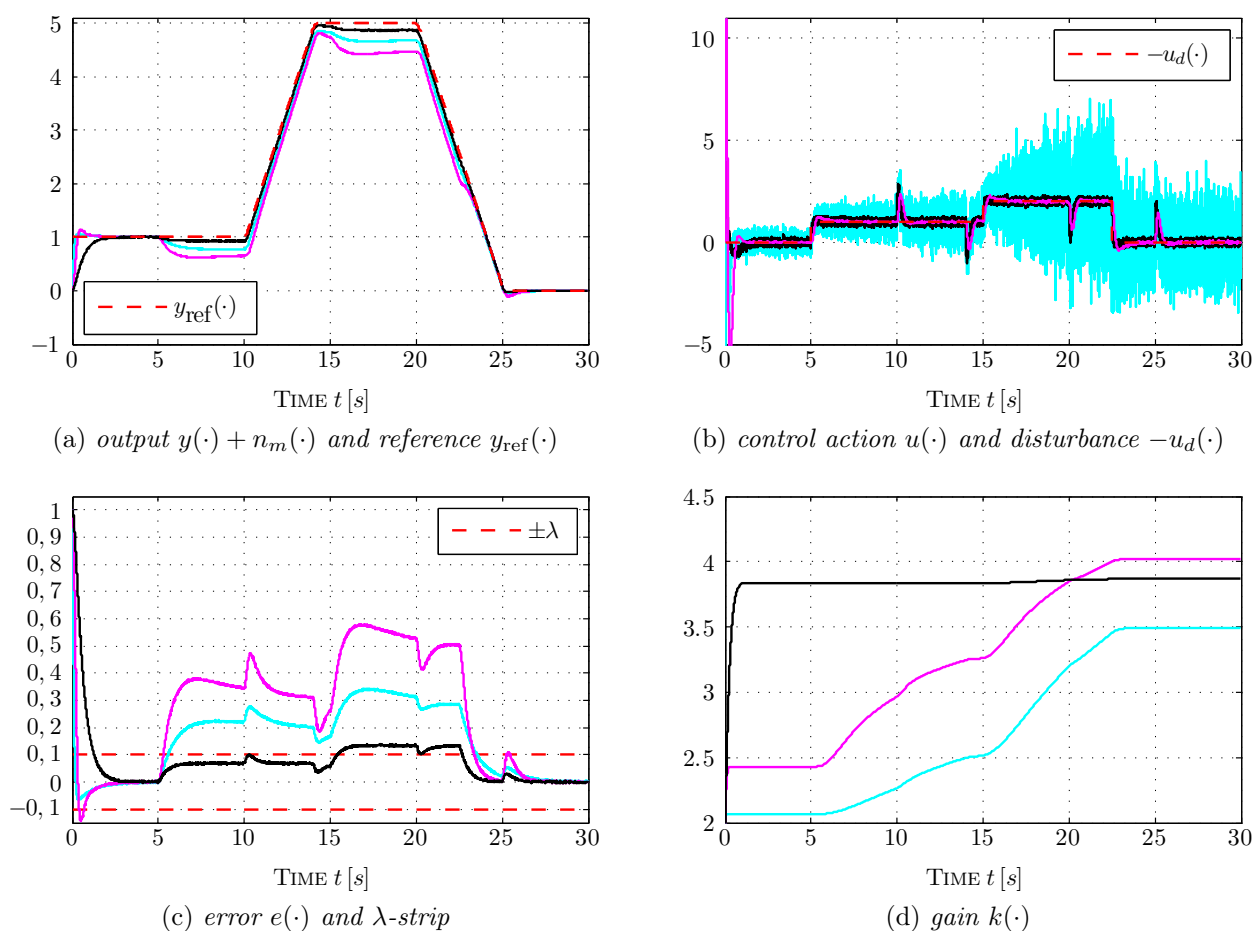 5
4
3
2
1
0
−1
0 5 10 15 20 25 30
y_ref(·)
TIME t [s]
(a) output y(·) + n_m(·) and reference y_ref(·)
10
5
0
−5
0 5 10 15 20 25 30
−u_d(·)
TIME t [s]
(b) control action u(·) and disturbance −u_d(·)
1
0, 9
0, 8
0, 7
0, 6
0, 5
0, 4
0, 3
0, 2
0, 1
0
−0, 1
0 5 10 15 20 25 30
±λ
TIME t [s]
(c) error e(·) and λ-strip
4.5
4
3.5
3
2.5
2
0 5 10 15 20 25 30
TIME t [s]
(d) gain k(·)